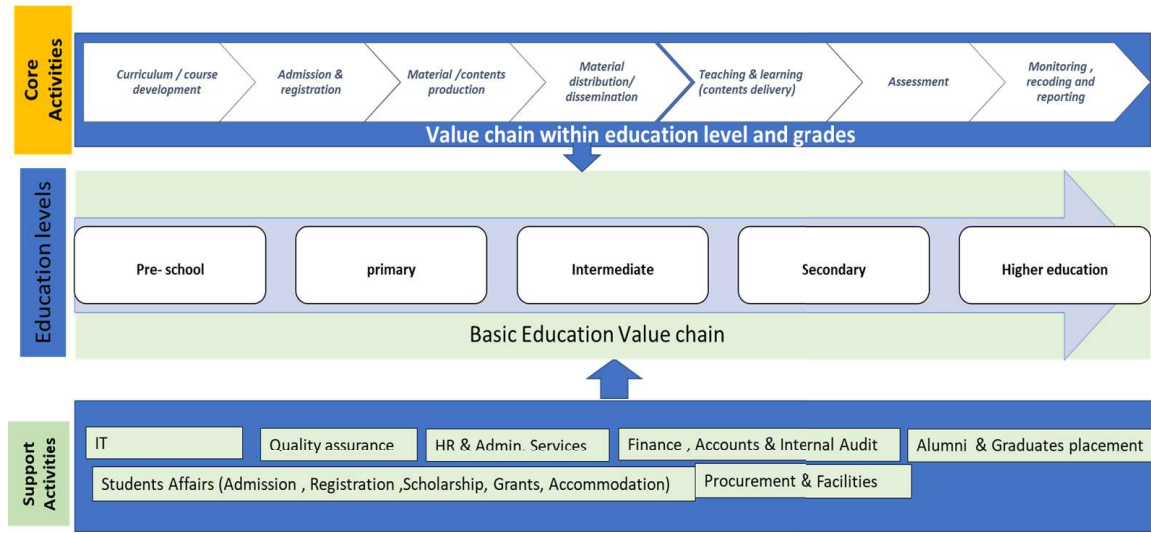 Core
Activities
Curriculum / course
development
Admission &
registration
Material /contents
production
Material
distribution/
dissemination
Teaching & learning
(contents delivery)
Assessment
Monitoring ,
recoding and
reporting
Value chain within education level and grades
Education levels
Pre- school
primary
Intermediate
Secondary
Higher education
Basic Education Value chain
Support
Activities
IT
Quality assurance
HR & Admin. Services
Finance , Accounts & Internal Audit
Alumni & Graduates placement
Students Affairs (Admission , Registration ,Scholarship, Grants, Accommodation)
Procurement & Facilities